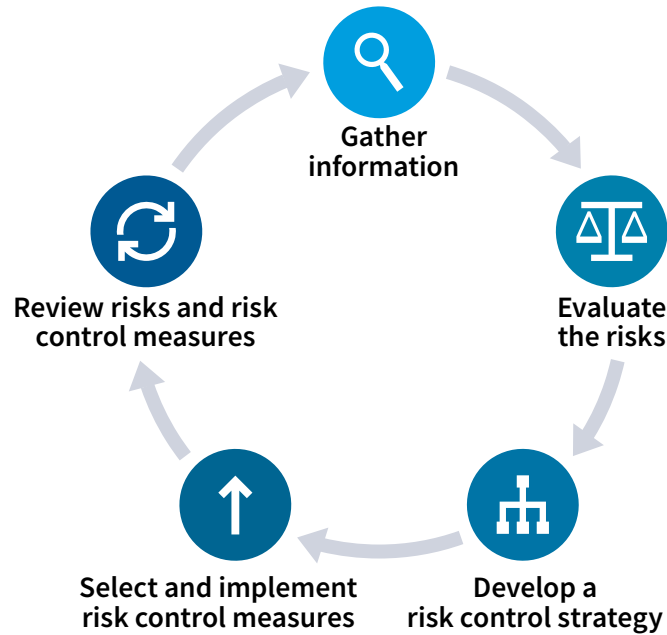 Gather
information
Evaluate
the risks
Develop a
risk control strategy
Select and implement
risk control measures
Review risks and risk
control measures